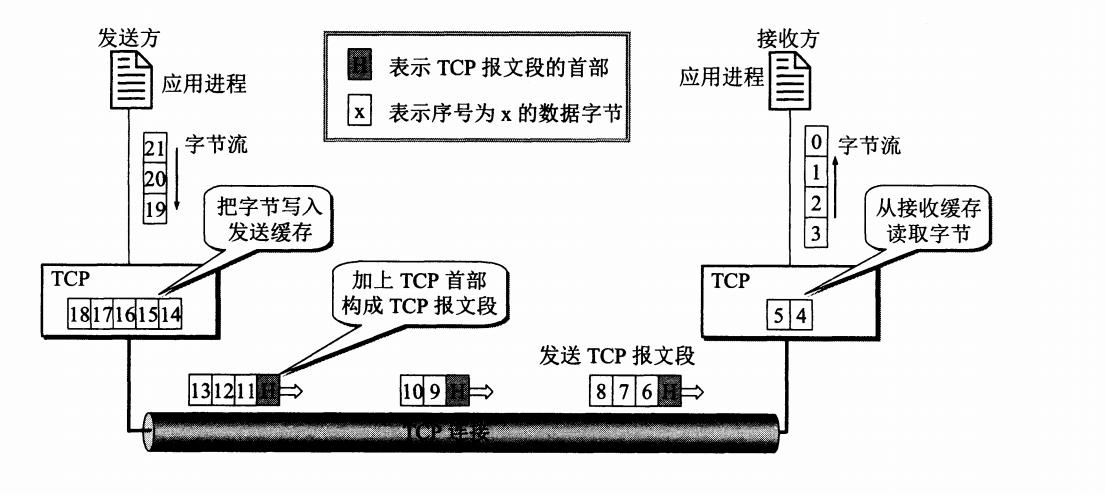 发送方
接收方
应用进程
应用进程
H 表示 TCP 报文段的首部
x 表示序号为 x 的数据字节
21
20
19
字节流
0
1
2
3
字节流
把字节写入
发送缓存
从接收缓存
读取字节
TCP
18 17 16 15 14
TCP
5 4
加上 TCP 首部
构成 TCP 报文段
发送 TCP 报文段
13 12 11 H
10 9 H
8 7 6 H
TCP 连接